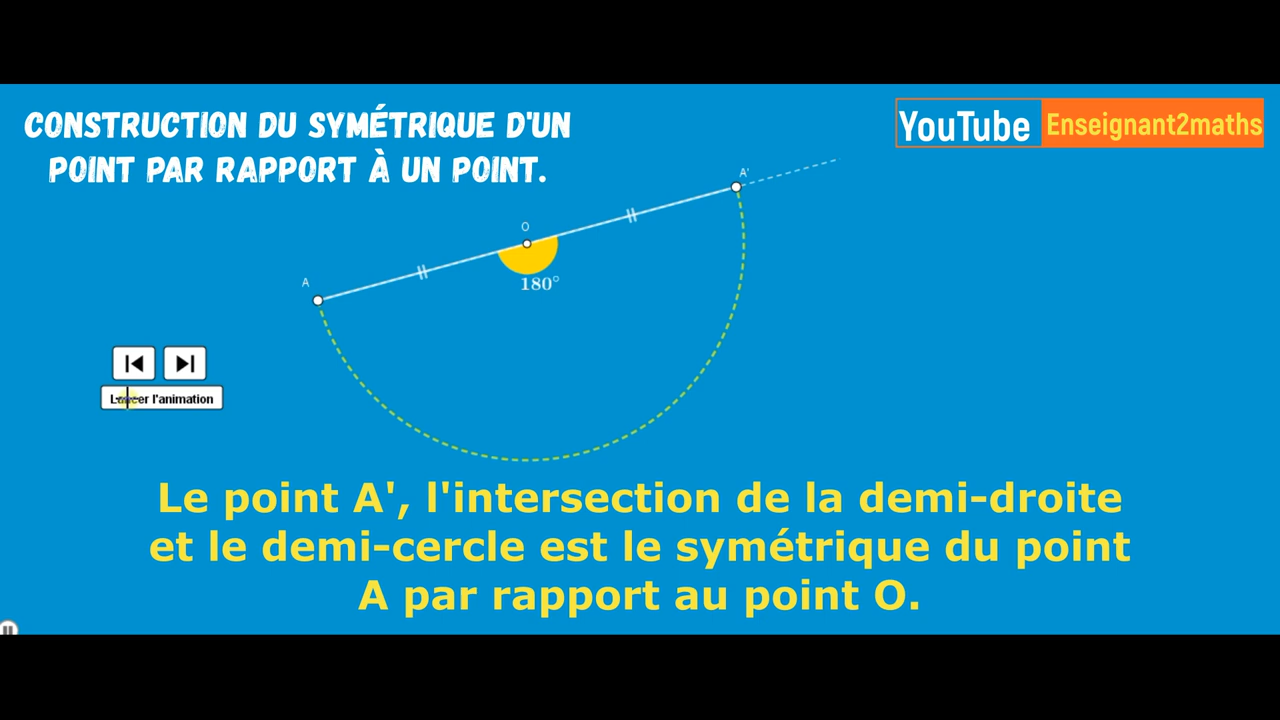 CONSTRUCTION DU SYMÉTRIQUE D'UN
POINT PAR RAPPORT À UN POINT.
YouTube Enseignant2maths
A'
O
180°
A
Lancer l'animation
Le point A', l'intersection de la demi-droite
et le demi-cercle est le symétrique du point
A par rapport au point O.